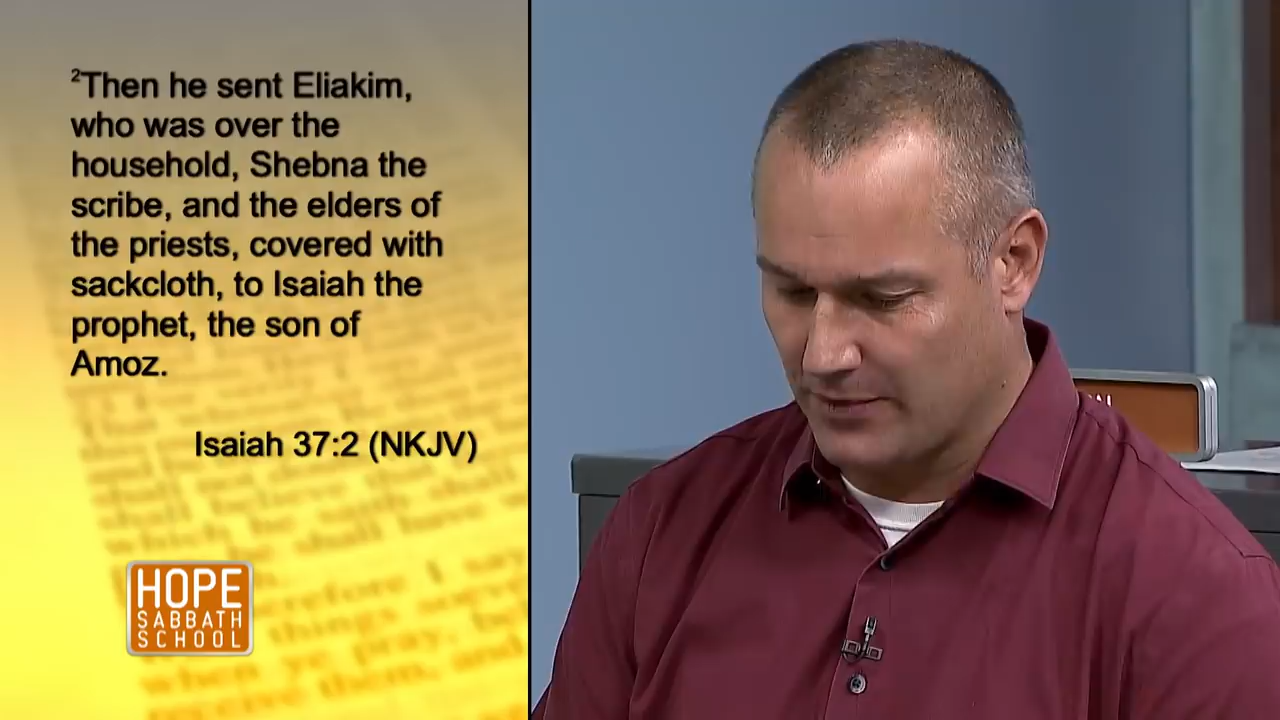 ²Then he sent Eliakim,
who was over the
household, Shebna the
scribe, and the elders of
the priests, covered with
sackcloth, to Isaiah the
prophet, the son of
Amoz.
Isaiah 37:2 (NKJV)
HOPE
SABBATH
SCHOOL